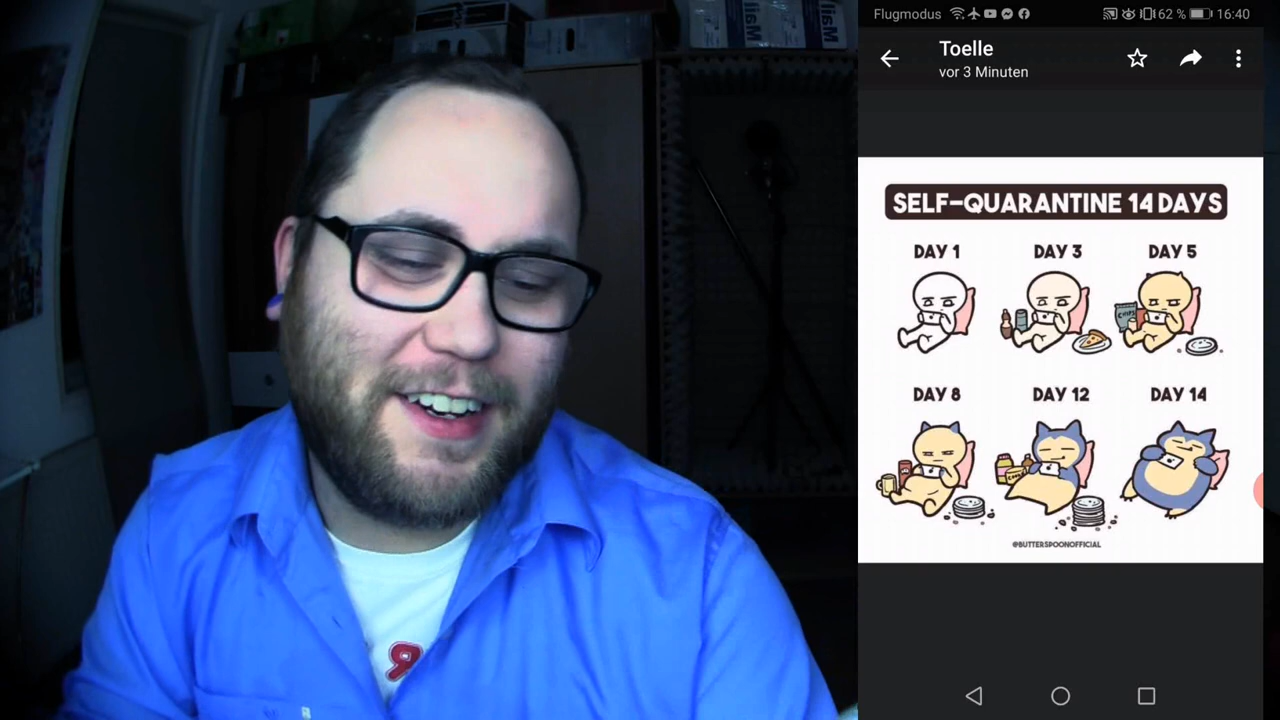 Flugmodus
62 %
16:40
Toelle
vor 3 Minuten
SELF-QUARANTINE 14 DAYS
DAY 1
DAY 3
DAY 5
CHIPS
DAY 8
DAY 12
DAY 14
@BUTTERSPOONOFFICIAL
Я